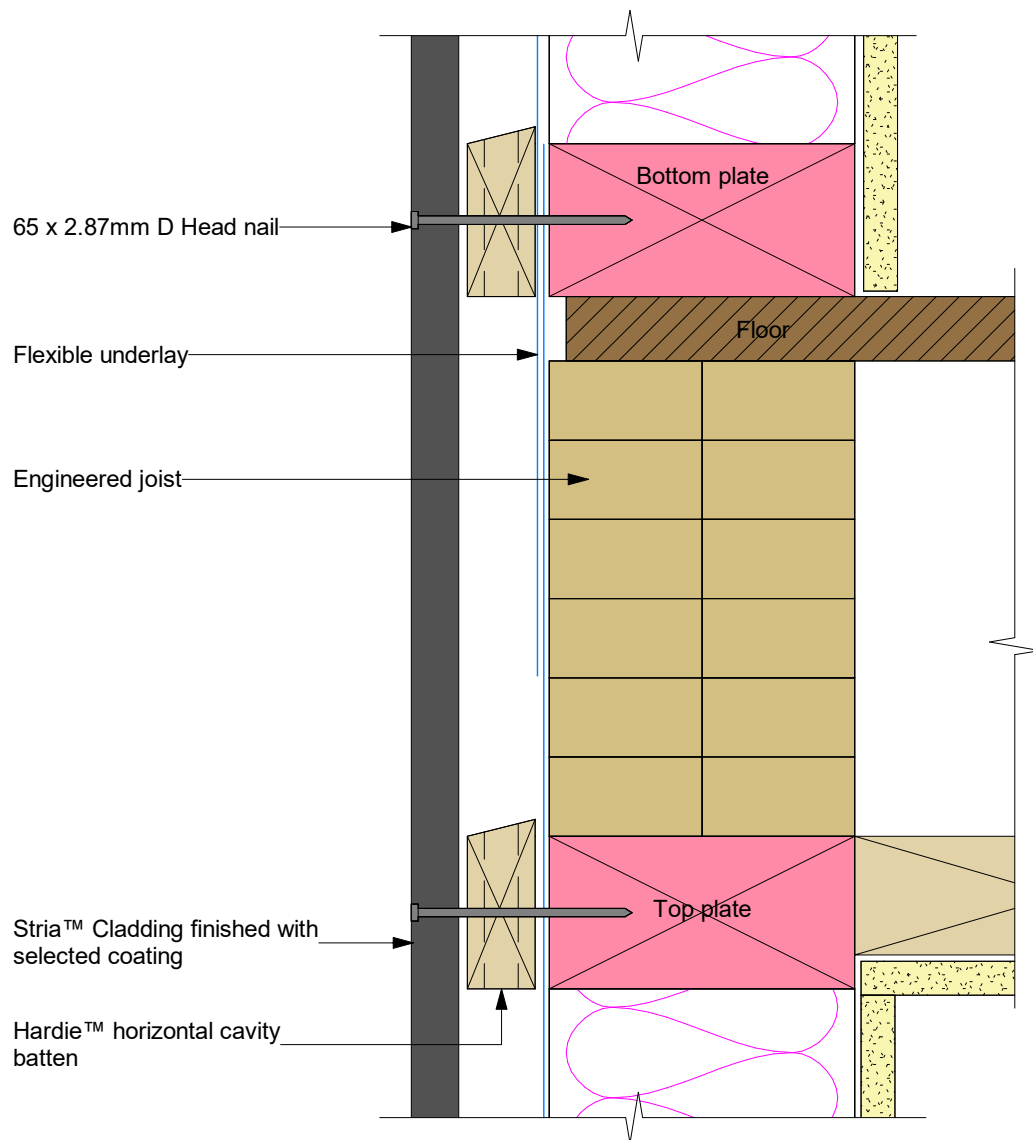 Bottom plate
65 x 2.87mm D Head nail
Floor
Flexible underlay
Engineered joist
Top plate
Stria™ Cladding finished with
selected coating
Hardie™ horizontal cavity
batten